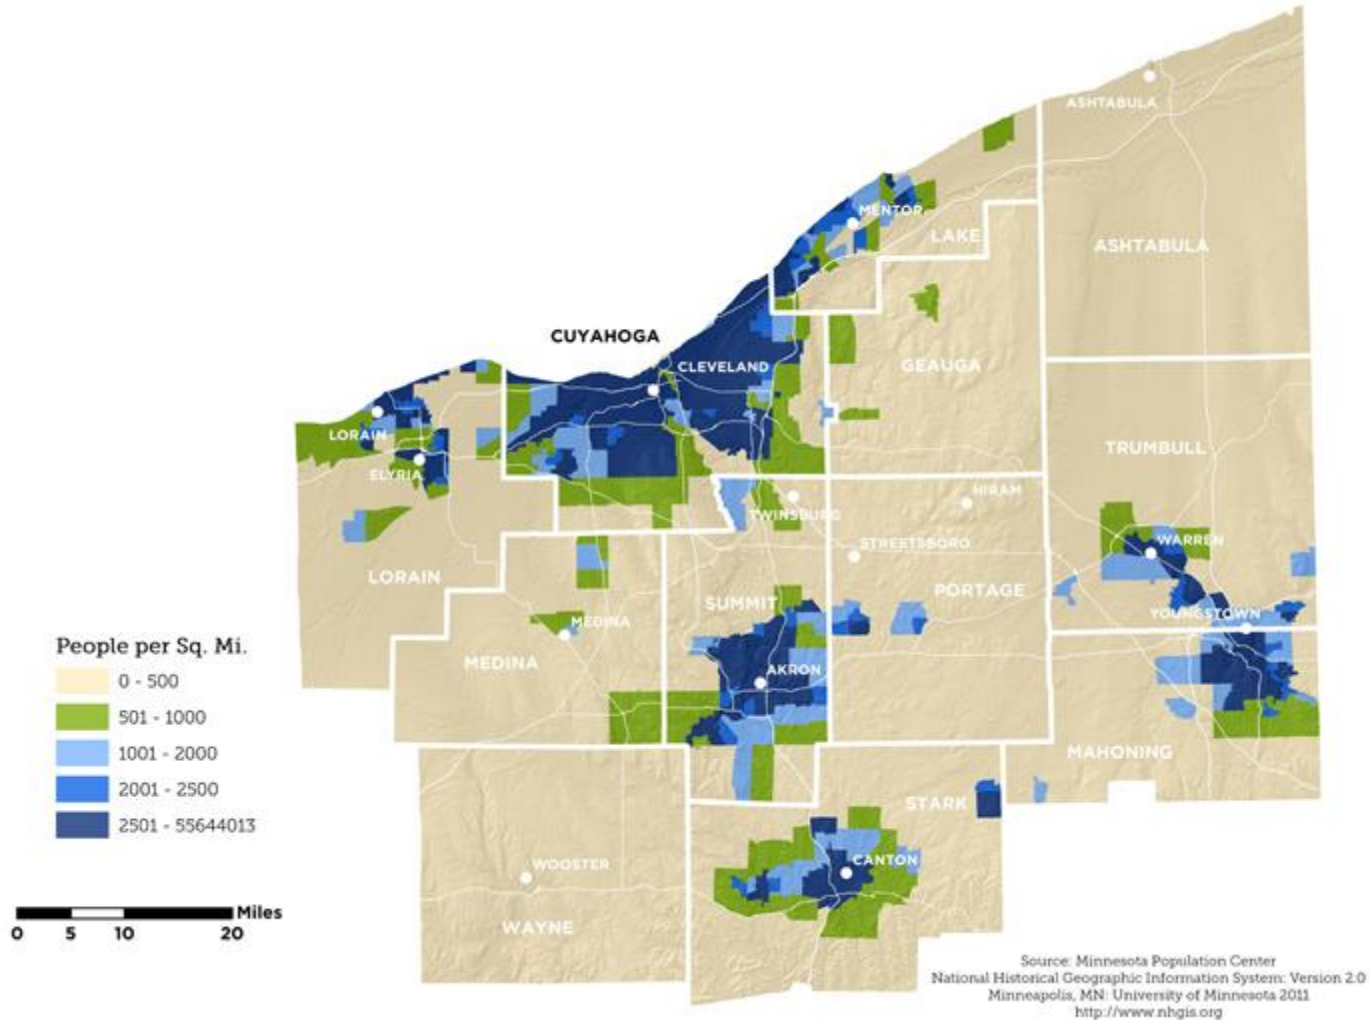 ASHTABULA
MENTOR
LAKE
ASHTABULA
CUYAHOGA
CLEVELAND
GEAUGA
LORAIN
ELYRIA
TRUMBULL
HIRAM
TWINSBURG
STREETSBORO
WARREN
LORAIN
SUMMIT
PORTAGE
YOUNGSTOWN
MEDINA
MEDINA
AKRON
MAHONING
STARK
WOOSTER
CANTON
WAYNE
People per Sq. Mi.
0 - 500
501 - 1000
1001 - 2000
2001 - 2500
2501 - 55644013
Miles
0 5 10 20
Source: Minnesota Population Center
National Historical Geographic Information System: Version 2.0
Minneapolis, MN: University of Minnesota 2011
http://www.nhgis.org